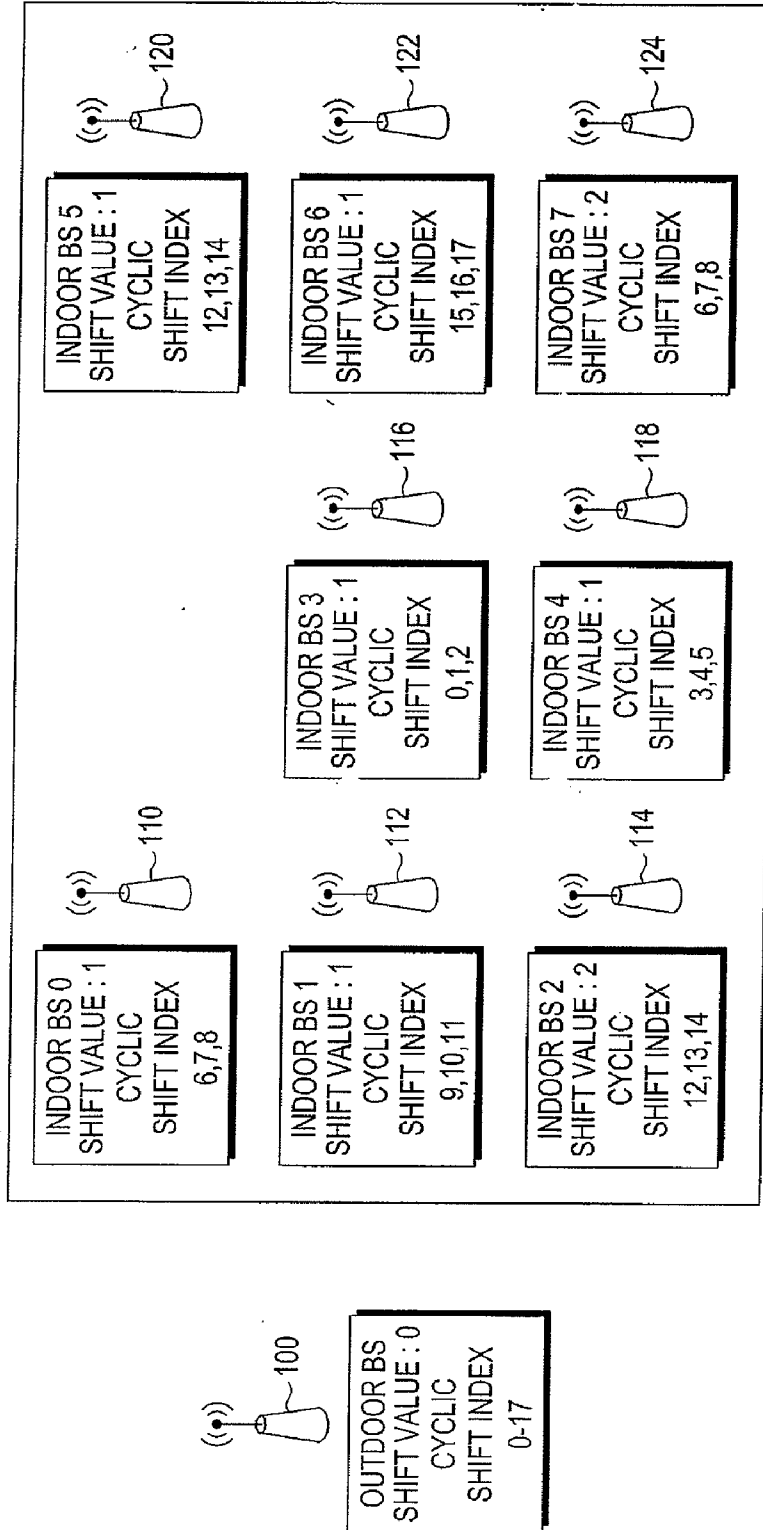 OUTDOOR BS
SHIFT VALUE : 0
CYCLIC
SHIFT INDEX
0-17
100
INDOOR BS 0
SHIFT VALUE : 1
CYCLIC
SHIFT INDEX
6,7,8
110
INDOOR BS 1
SHIFT VALUE : 1
CYCLIC
SHIFT INDEX
9,10,11
112
INDOOR BS 2
SHIFT VALUE : 2
CYCLIC
SHIFT INDEX
12,13,14
114
INDOOR BS 3
SHIFT VALUE : 1
CYCLIC
SHIFT INDEX
0,1,2
116
INDOOR BS 4
SHIFT VALUE : 1
CYCLIC
SHIFT INDEX
3,4,5
118
INDOOR BS 5
SHIFT VALUE : 1
CYCLIC
SHIFT INDEX
12,13,14
120
INDOOR BS 6
SHIFT VALUE : 1
CYCLIC
SHIFT INDEX
15,16,17
122
INDOOR BS 7
SHIFT VALUE : 2
CYCLIC
SHIFT INDEX
6,7,8
124